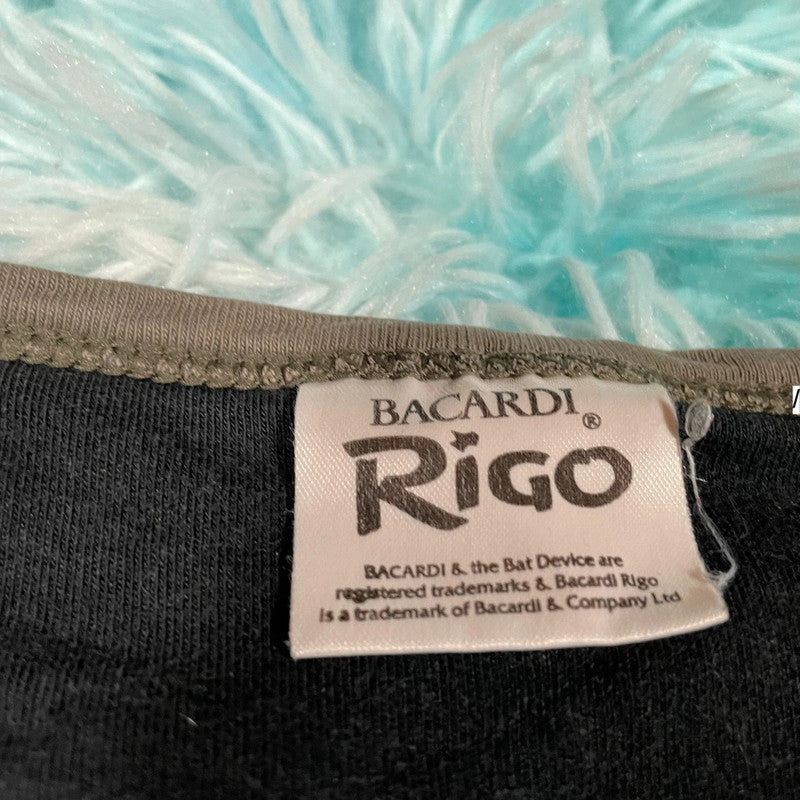 BACARDI®
RiGO
BACARDI & the Bat Device are
registered trademarks & Bacardi Rigo
is a trademark of Bacardi & Company Ltd